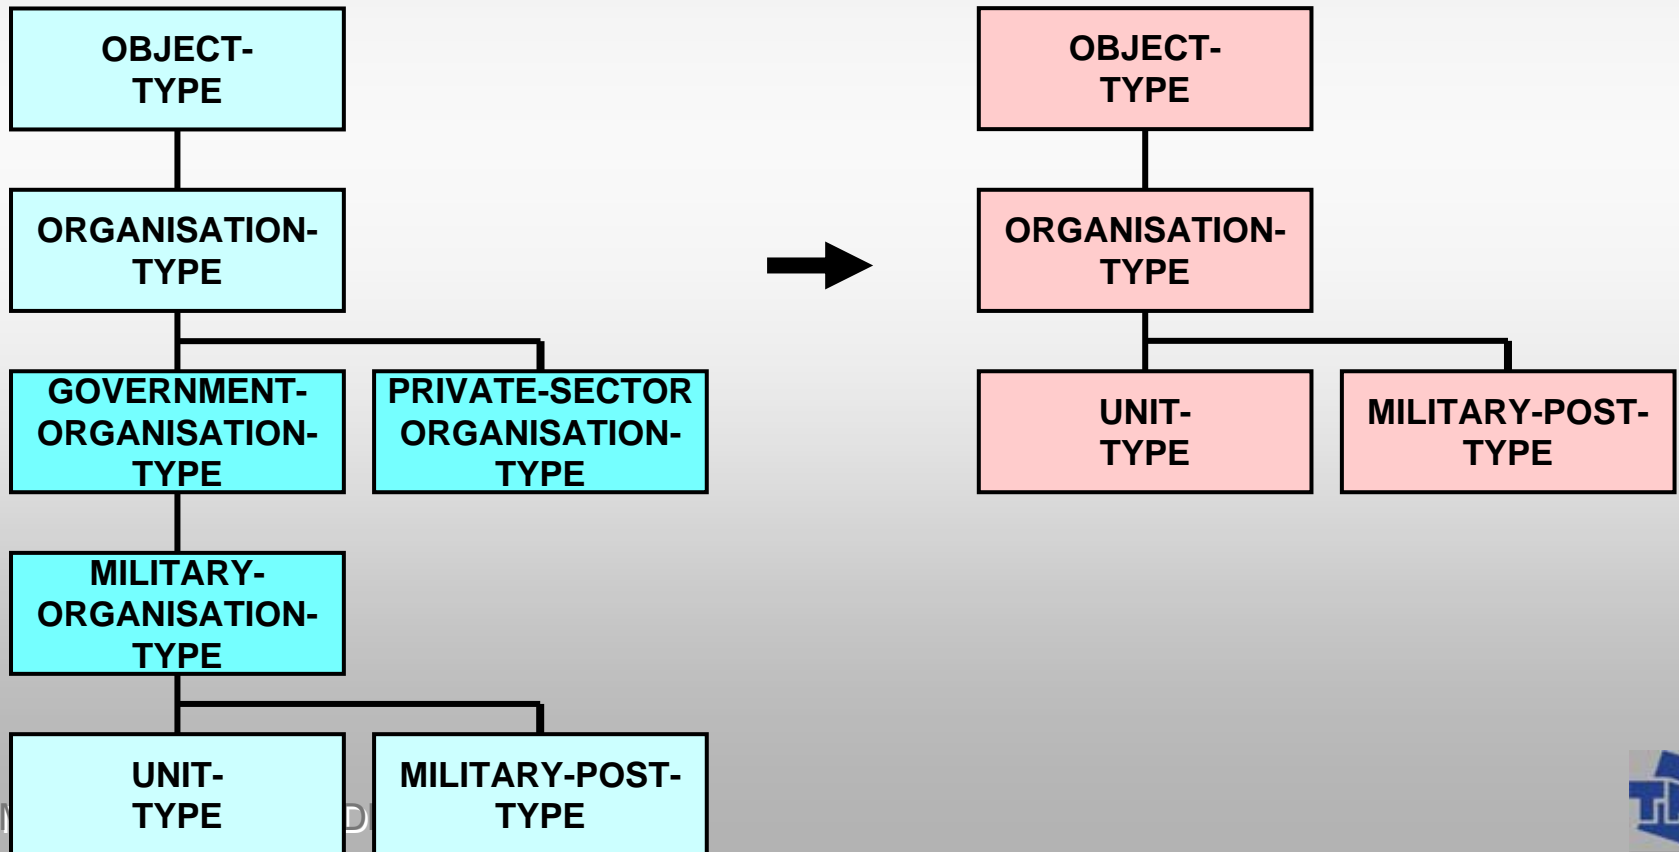 OBJECT-
TYPE
ORGANISATION-
TYPE
GOVERNMENT-
ORGANISATION-
TYPE
PRIVATE-SECTOR
ORGANISATION-
TYPE
MILITARY-
ORGANISATION-
TYPE
UNIT-
TYPE
MILITARY-POST-
TYPE
OBJECT-
TYPE
ORGANISATION-
TYPE
UNIT-
TYPE
MILITARY-POST-
TYPE